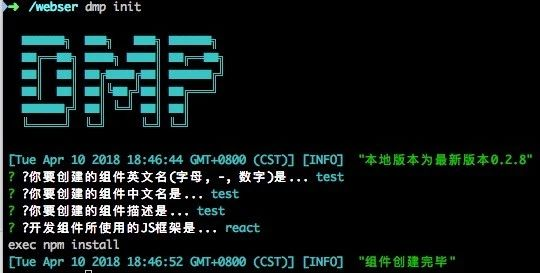 ➜ /webser dmp init
DMP
[Tue Apr 10 2018 18:46:44 GMT+0800 (CST)] [INFO] "本地版本为最新版本0.2.8"
? ?你要创建的组件英文名(字母, -, 数字)是... test
? ?你要创建的组件中文名是... test
? ?你要创建的组件描述是... test
? ?开发组件所使用的JS框架是... react
exec npm install
[Tue Apr 10 2018 18:46:52 GMT+0800 (CST)] [INFO] "组件创建完毕"